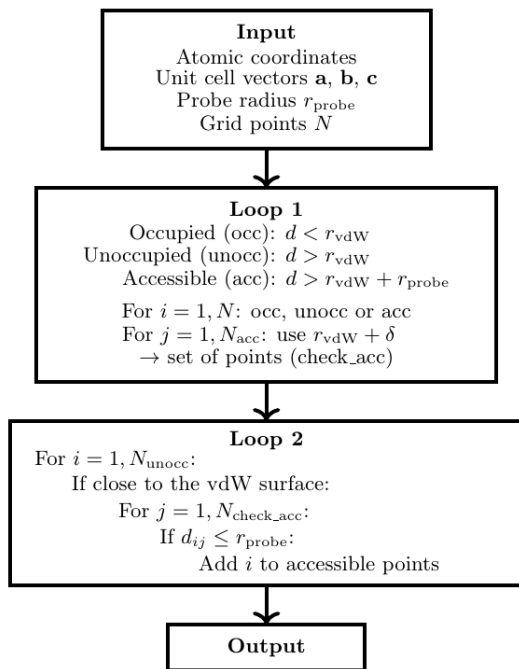 Input
Atomic coordinates
Unit cell vectors a, b, c
Probe radius r_probe
Grid points N
Loop 1
Occupied (occ): d < r_vdW
Unoccupied (unocc): d > r_vdW
Accessible (acc): d > r_vdW + r_probe
For i = 1, N: occ, unocc or acc
For j = 1, N_acc: use r_vdW + δ
→ set of points (check_acc)
Loop 2
For i = 1, N_unocc:
If close to the vdW surface:
For j = 1, N_check_acc:
If d_ij ≤ r_probe:
Add i to accessible points
Output